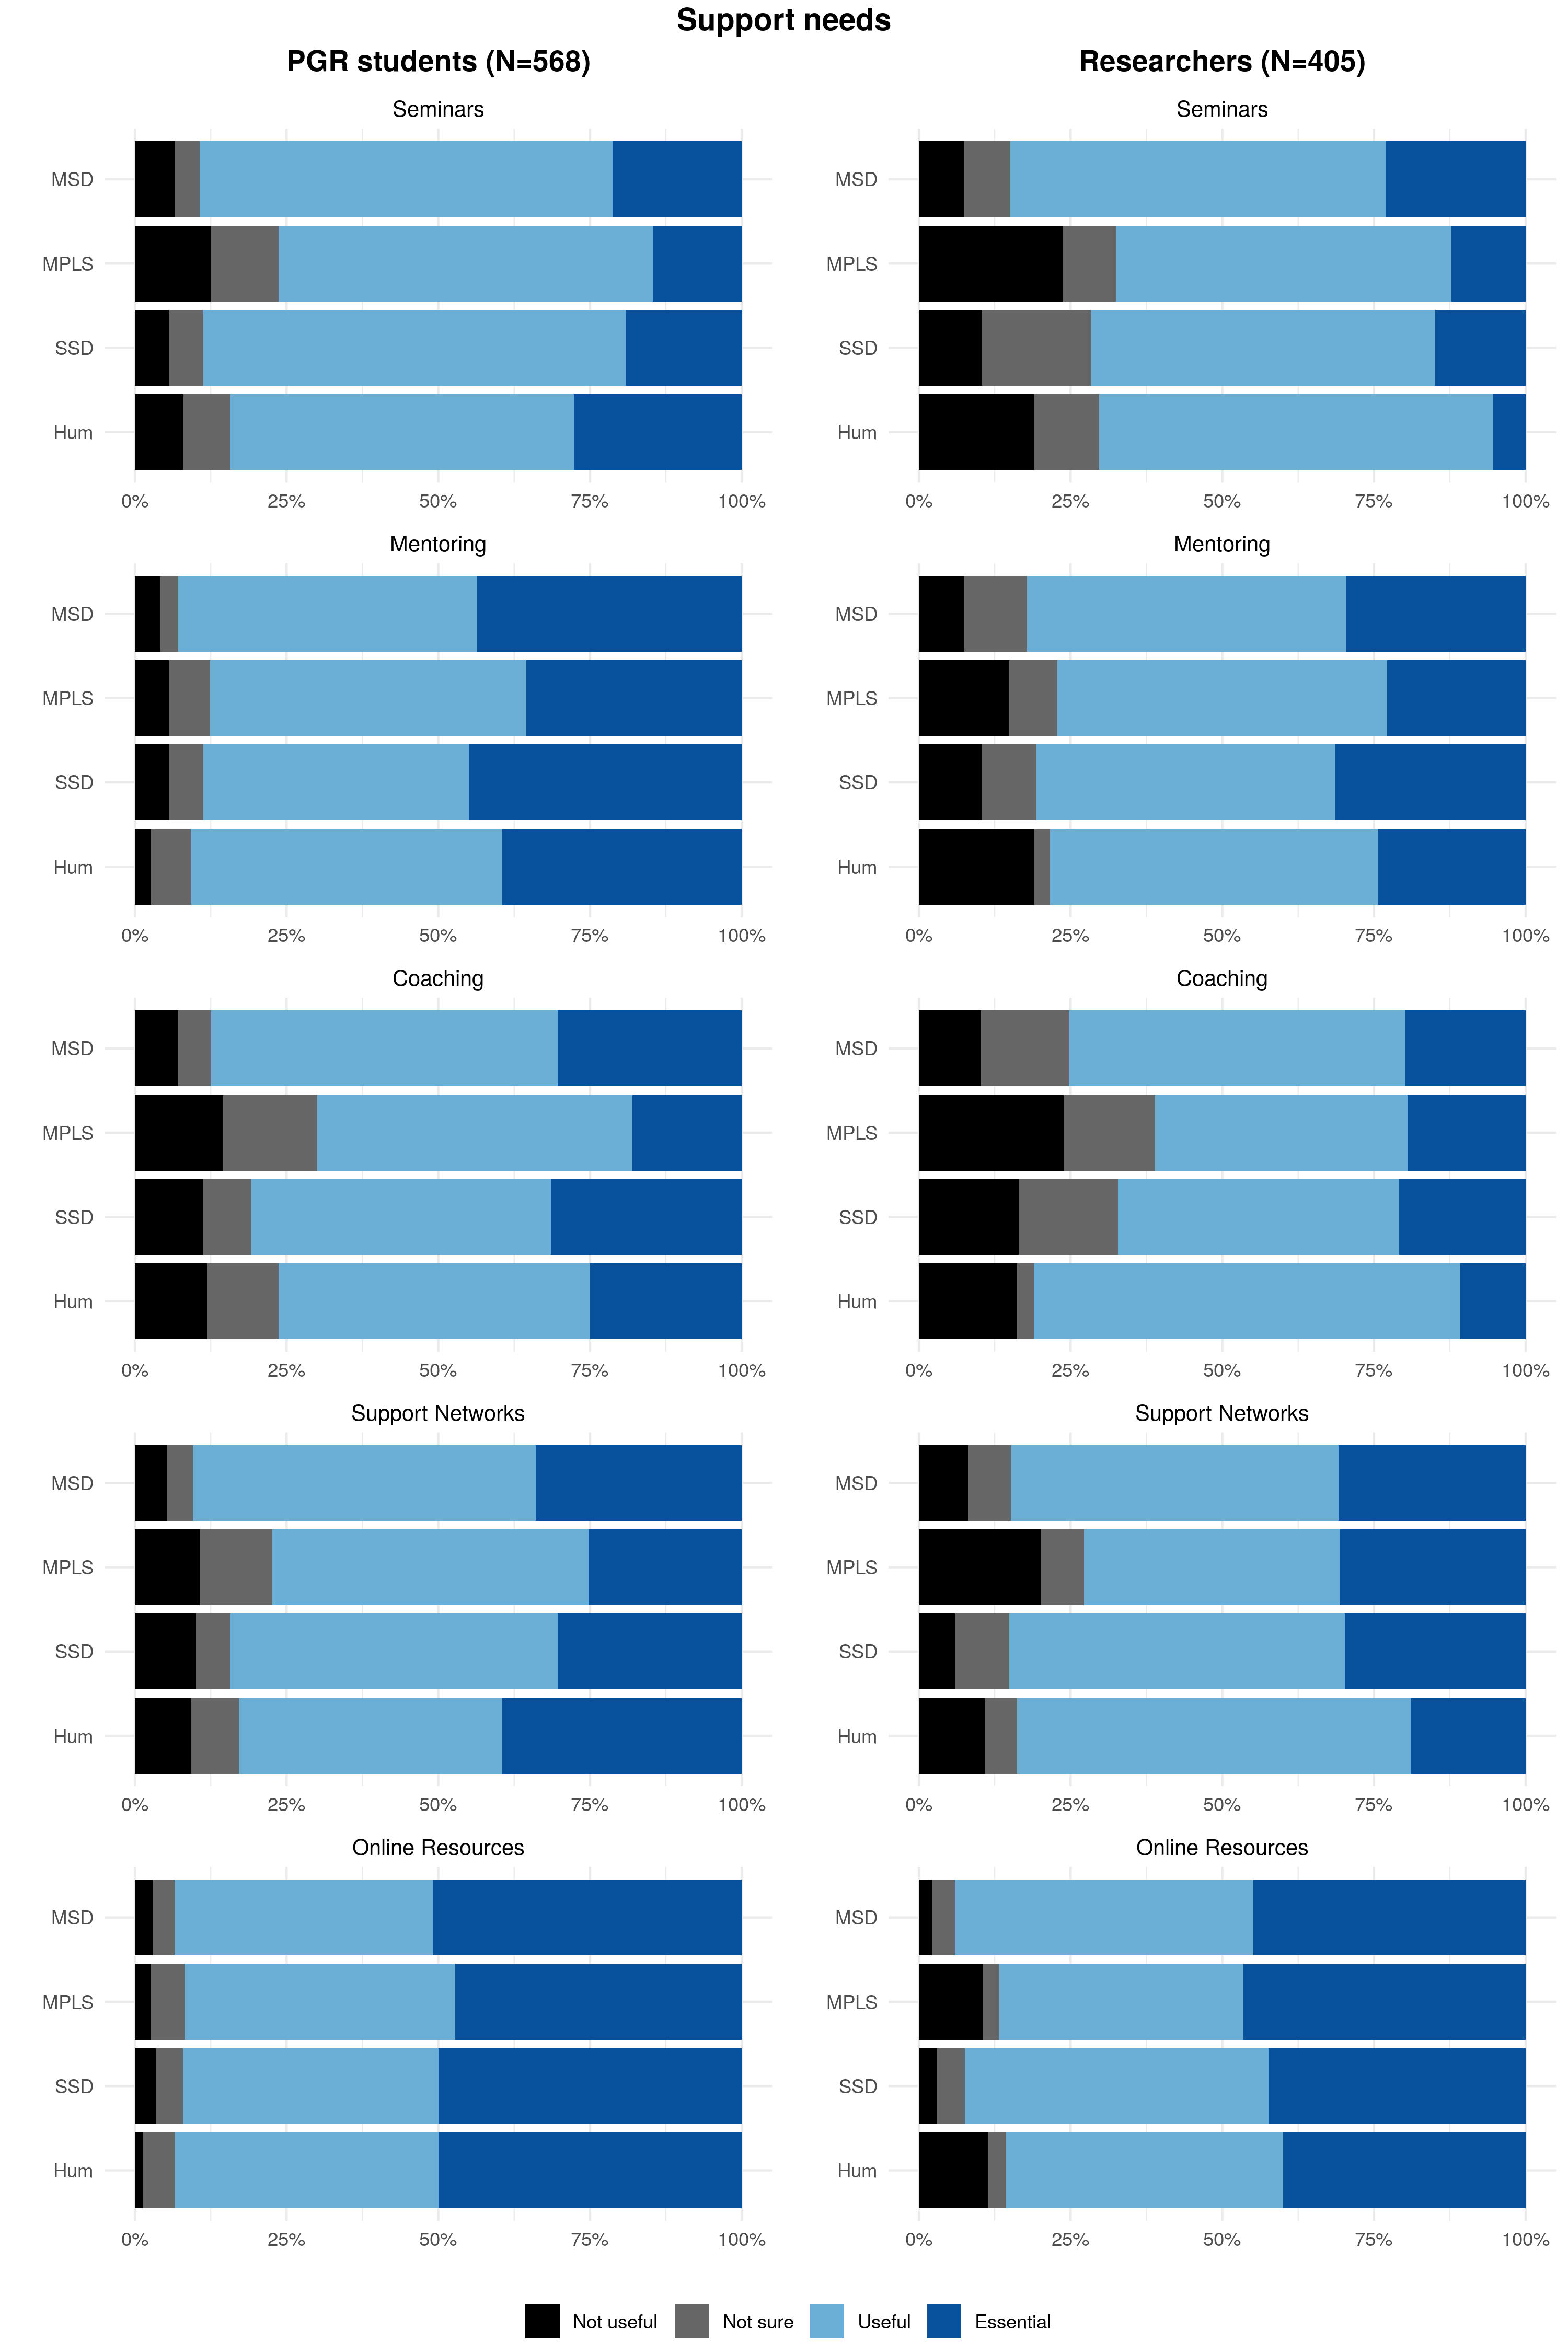 Support needs
PGR students (N=568)
Researchers (N=405)
Seminars
MSD
MPLS
SSD
Hum
0% 25% 50% 75% 100%
Seminars
MSD
MPLS
SSD
Hum
0% 25% 50% 75% 100%
Mentoring
MSD
MPLS
SSD
Hum
0% 25% 50% 75% 100%
Mentoring
MSD
MPLS
SSD
Hum
0% 25% 50% 75% 100%
Coaching
MSD
MPLS
SSD
Hum
0% 25% 50% 75% 100%
Coaching
MSD
MPLS
SSD
Hum
0% 25% 50% 75% 100%
Support Networks
MSD
MPLS
SSD
Hum
0% 25% 50% 75% 100%
Support Networks
MSD
MPLS
SSD
Hum
0% 25% 50% 75% 100%
Online Resources
MSD
MPLS
SSD
Hum
0% 25% 50% 75% 100%
Online Resources
MSD
MPLS
SSD
Hum
0% 25% 50% 75% 100%
Not useful Not sure Useful Essential